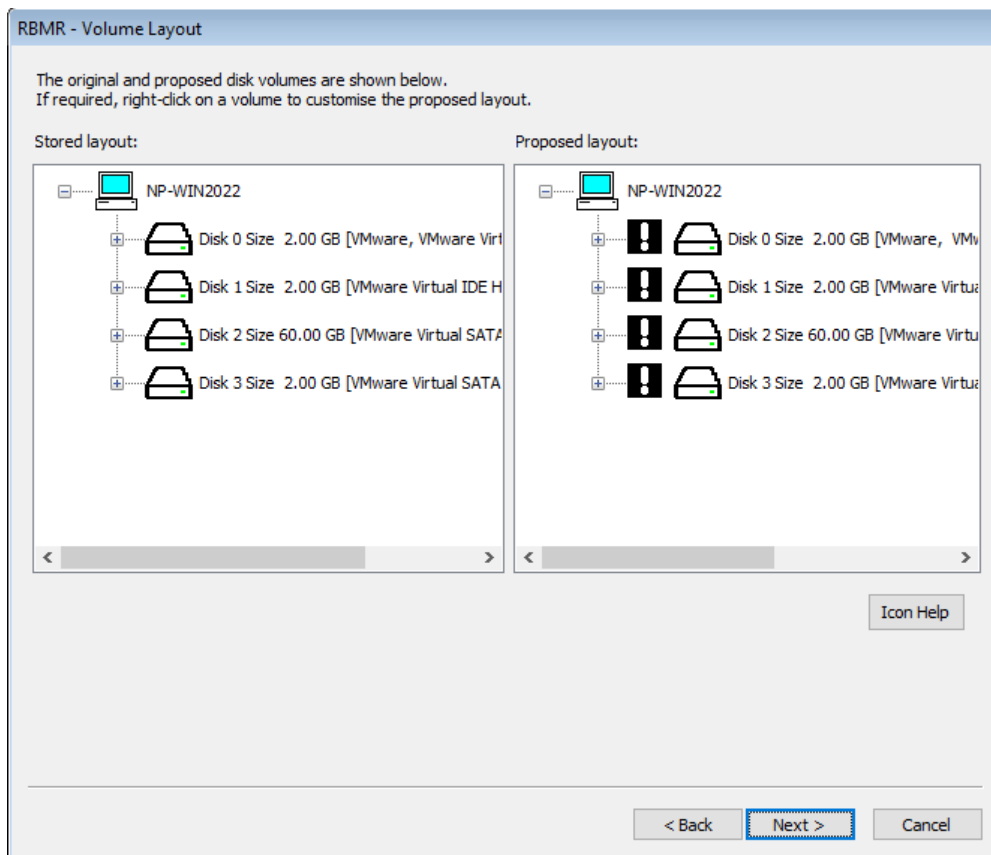 RBMR - Volume Layout
The original and proposed disk volumes are shown below.
If required, right-click on a volume to customise the proposed layout.
Stored layout:
NP-WIN2022
Disk 0 Size  2.00 GB [VMware, VMware Virt
Disk 1 Size  2.00 GB [VMware Virtual IDE H
Disk 2 Size 60.00 GB [VMware Virtual SATA
Disk 3 Size  2.00 GB [VMware Virtual SATA
Proposed layout:
NP-WIN2022
Disk 0 Size  2.00 GB [VMware,  VMw
Disk 1 Size  2.00 GB [VMware Virtua
Disk 2 Size 60.00 GB [VMware Virtu
Disk 3 Size  2.00 GB [VMware Virtua
Icon Help
< Back
Next >
Cancel